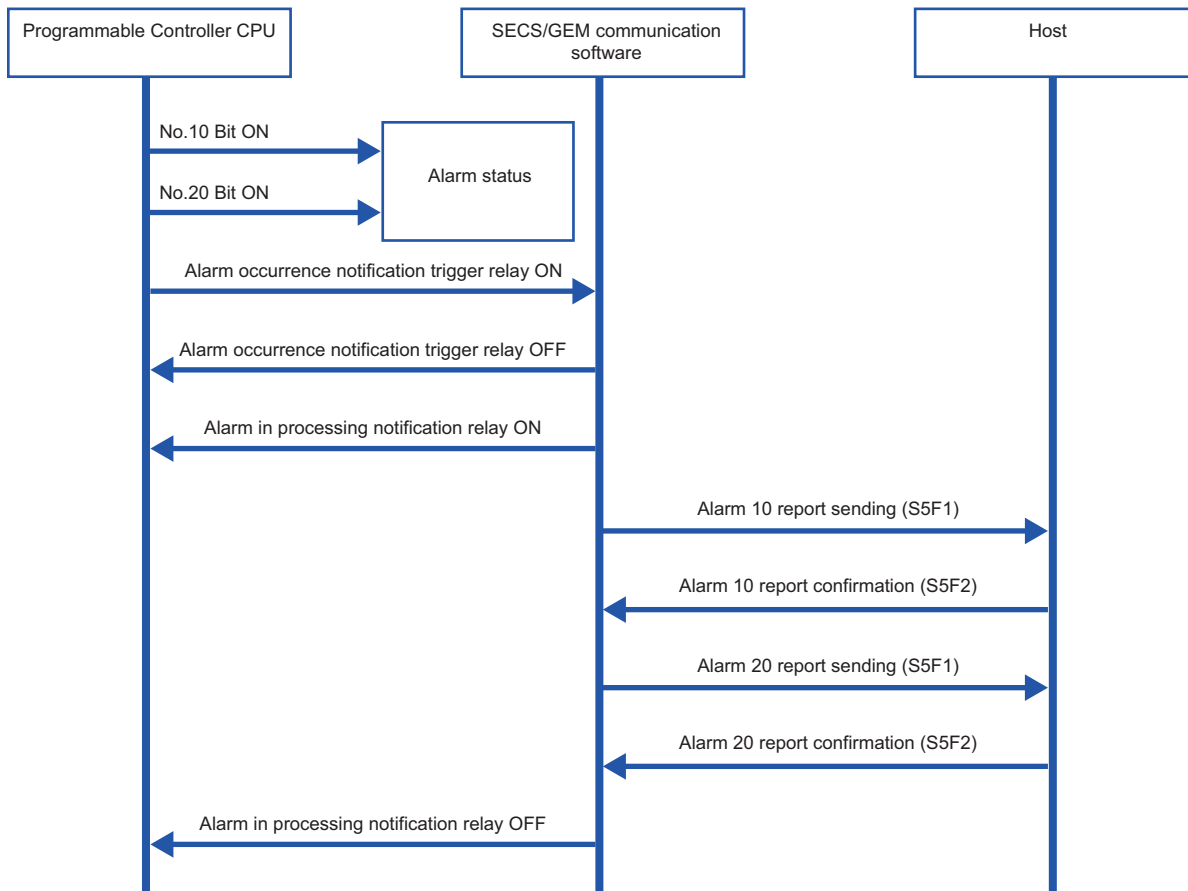 Programmable Controller CPU
SECS/GEM communication
software
Host
No.10 Bit ON
Alarm status
No.20 Bit ON
Alarm occurrence notification trigger relay ON
Alarm occurrence notification trigger relay OFF
Alarm in processing notification relay ON
Alarm 10 report sending (S5F1)
Alarm 10 report confirmation (S5F2)
Alarm 20 report sending (S5F1)
Alarm 20 report confirmation (S5F2)
Alarm in processing notification relay OFF